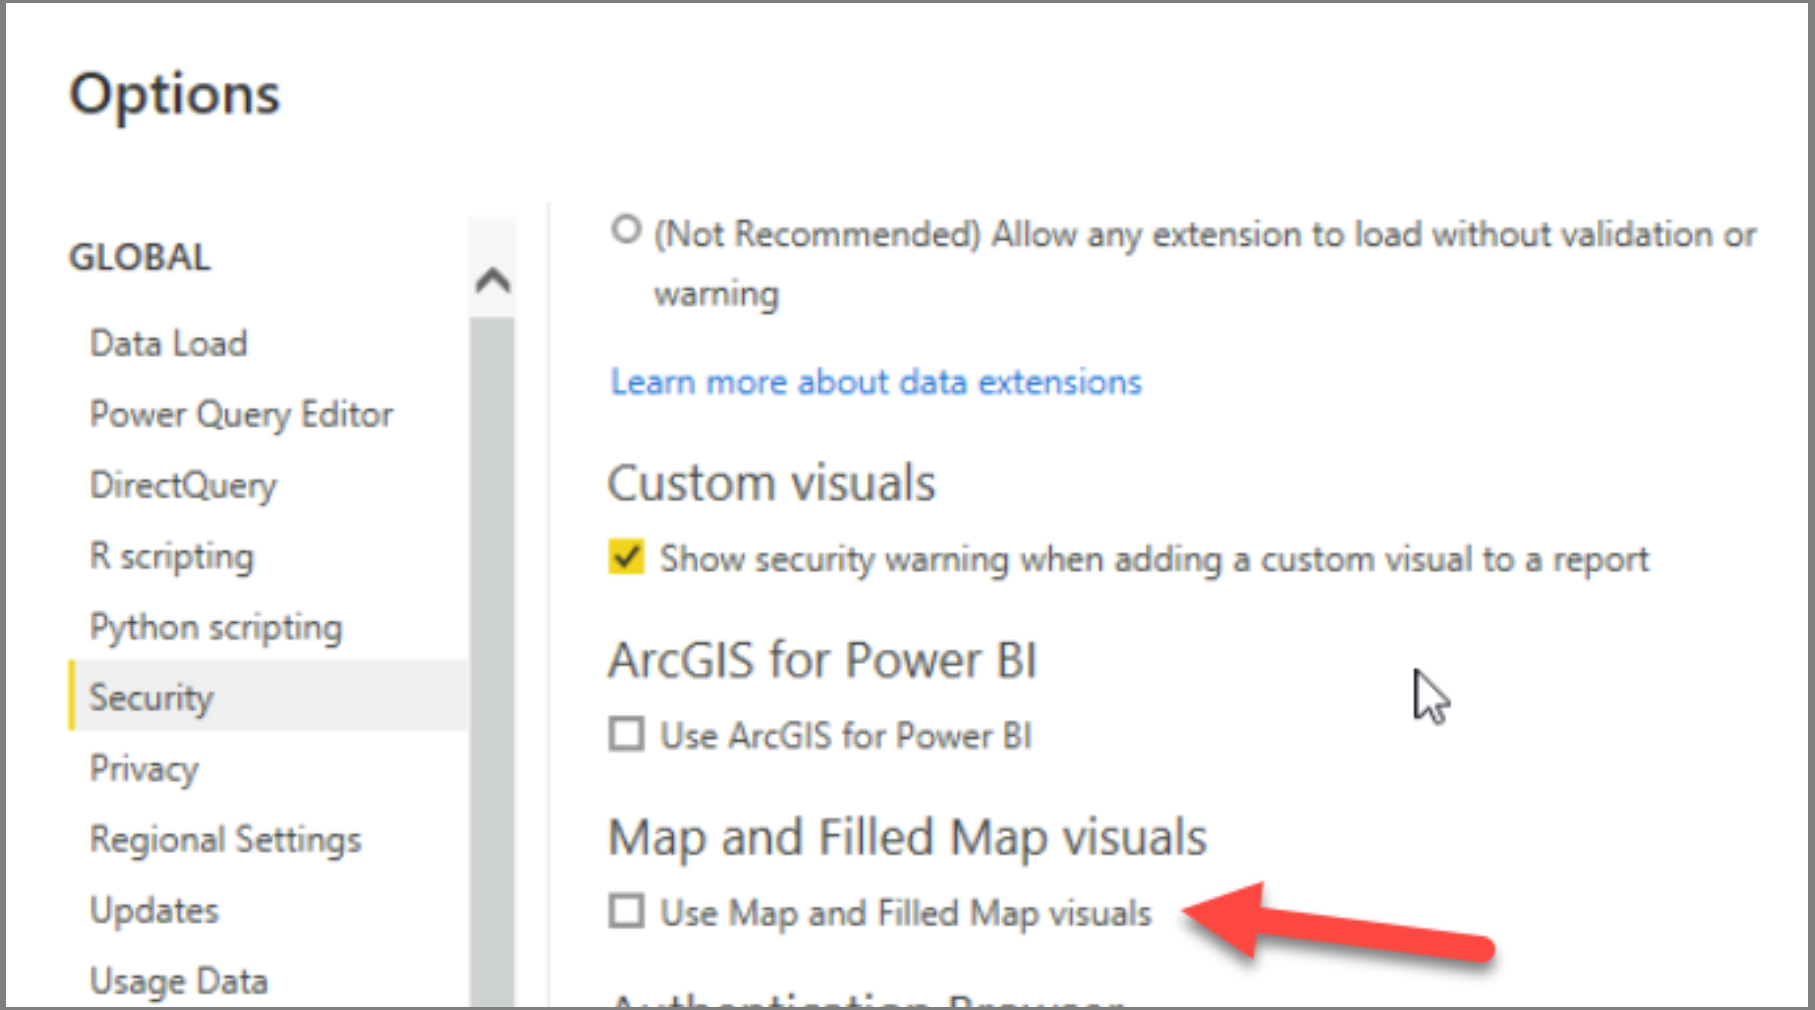 Options
GLOBAL
Data Load
Power Query Editor
DirectQuery
R scripting
Python scripting
Security
Privacy
Regional Settings
Updates
Usage Data
(Not Recommended) Allow any extension to load without validation or
warning
Learn more about data extensions
Custom visuals
Show security warning when adding a custom visual to a report
ArcGIS for Power BI
Use ArcGIS for Power BI
Map and Filled Map visuals
Use Map and Filled Map visuals
Authentication Browser